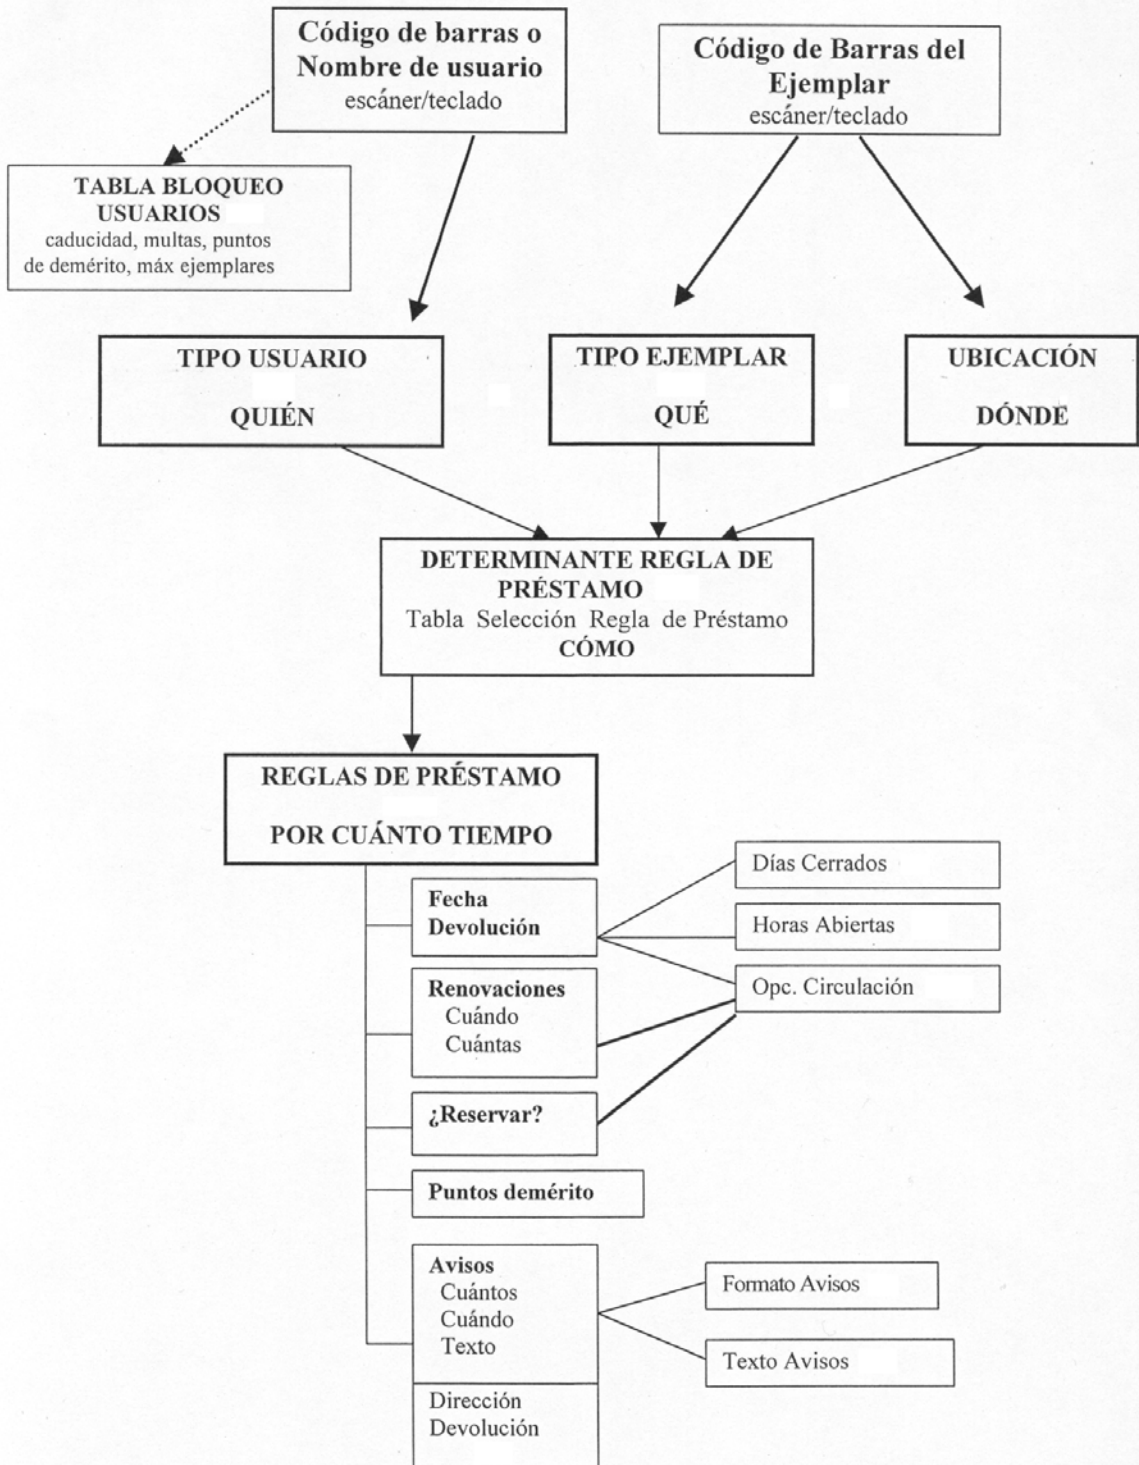 Código de barras o
Nombre de usuario
escáner/teclado
Código de Barras del
Ejemplar
escáner/teclado
TABLA BLOQUEO
USUARIOS
caducidad, multas, puntos
de demérito, máx ejemplares
TIPO USUARIO
QUIÉN
TIPO EJEMPLAR
QUÉ
UBICACIÓN
DÓNDE
DETERMINANTE REGLA DE
PRÉSTAMO
Tabla Selección Regla de Préstamo
CÓMO
REGLAS DE PRÉSTAMO
POR CUÁNTO TIEMPO
Fecha
Devolución
Días Cerrados
Horas Abiertas
Opc. Circulación
Renovaciones
Cuándo
Cuántas
¿Reservar?
Puntos demérito
Avisos
Cuántos
Cuándo
Texto
Formato Avisos
Texto Avisos
Dirección
Devolución